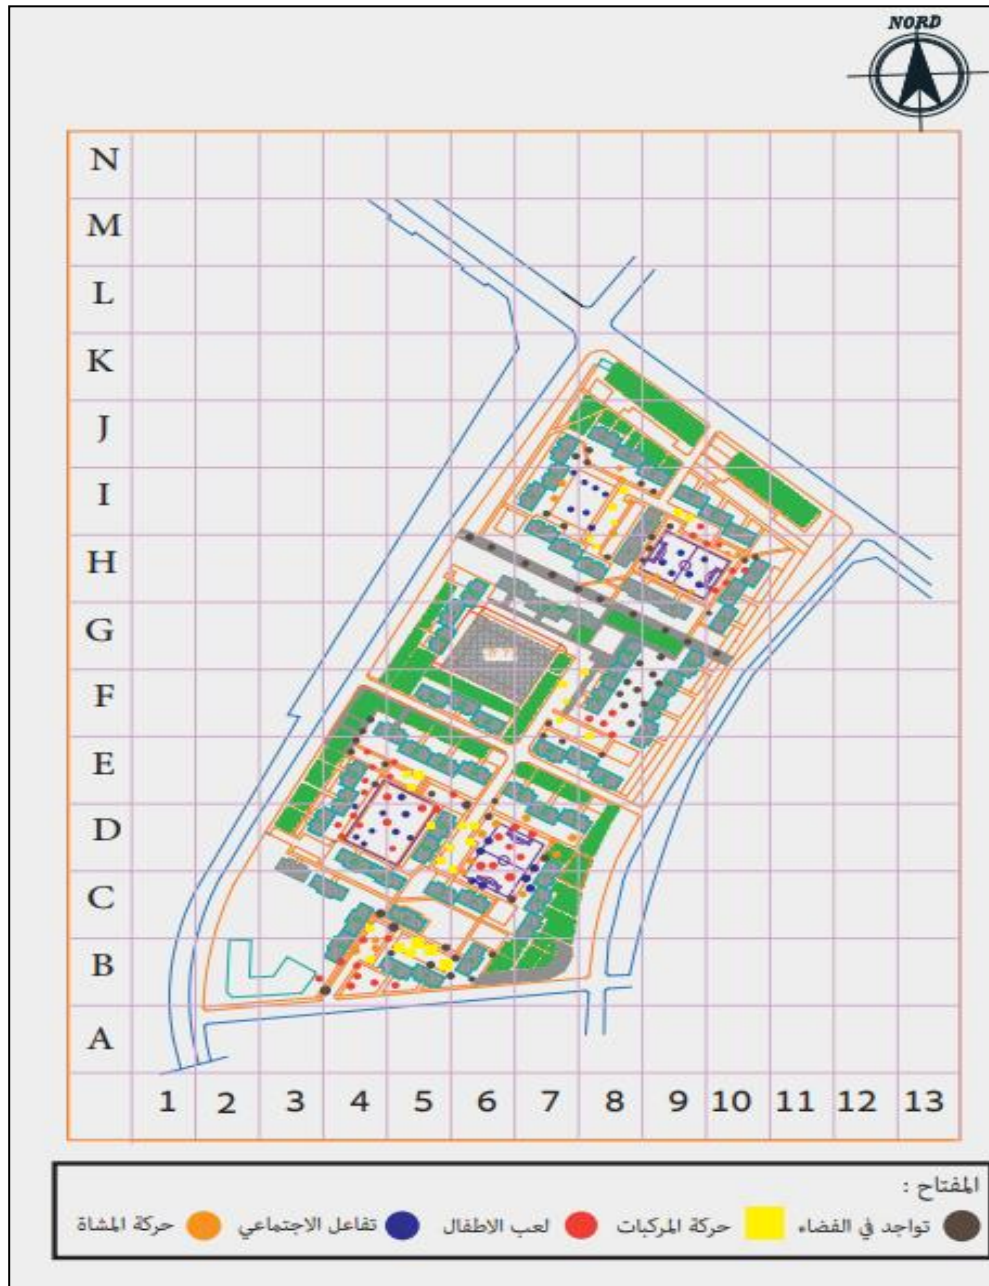 NORD
N
M
L
K
J
I
H
G
F
E
D
C
B
A
1 2 3 4 5 6 7 8 9 10 11 12 13
المفتاح :
تواجد في الفضاء حركة المركبات لعب الاطفال تفاعل الاجتماعي حركة المشاة